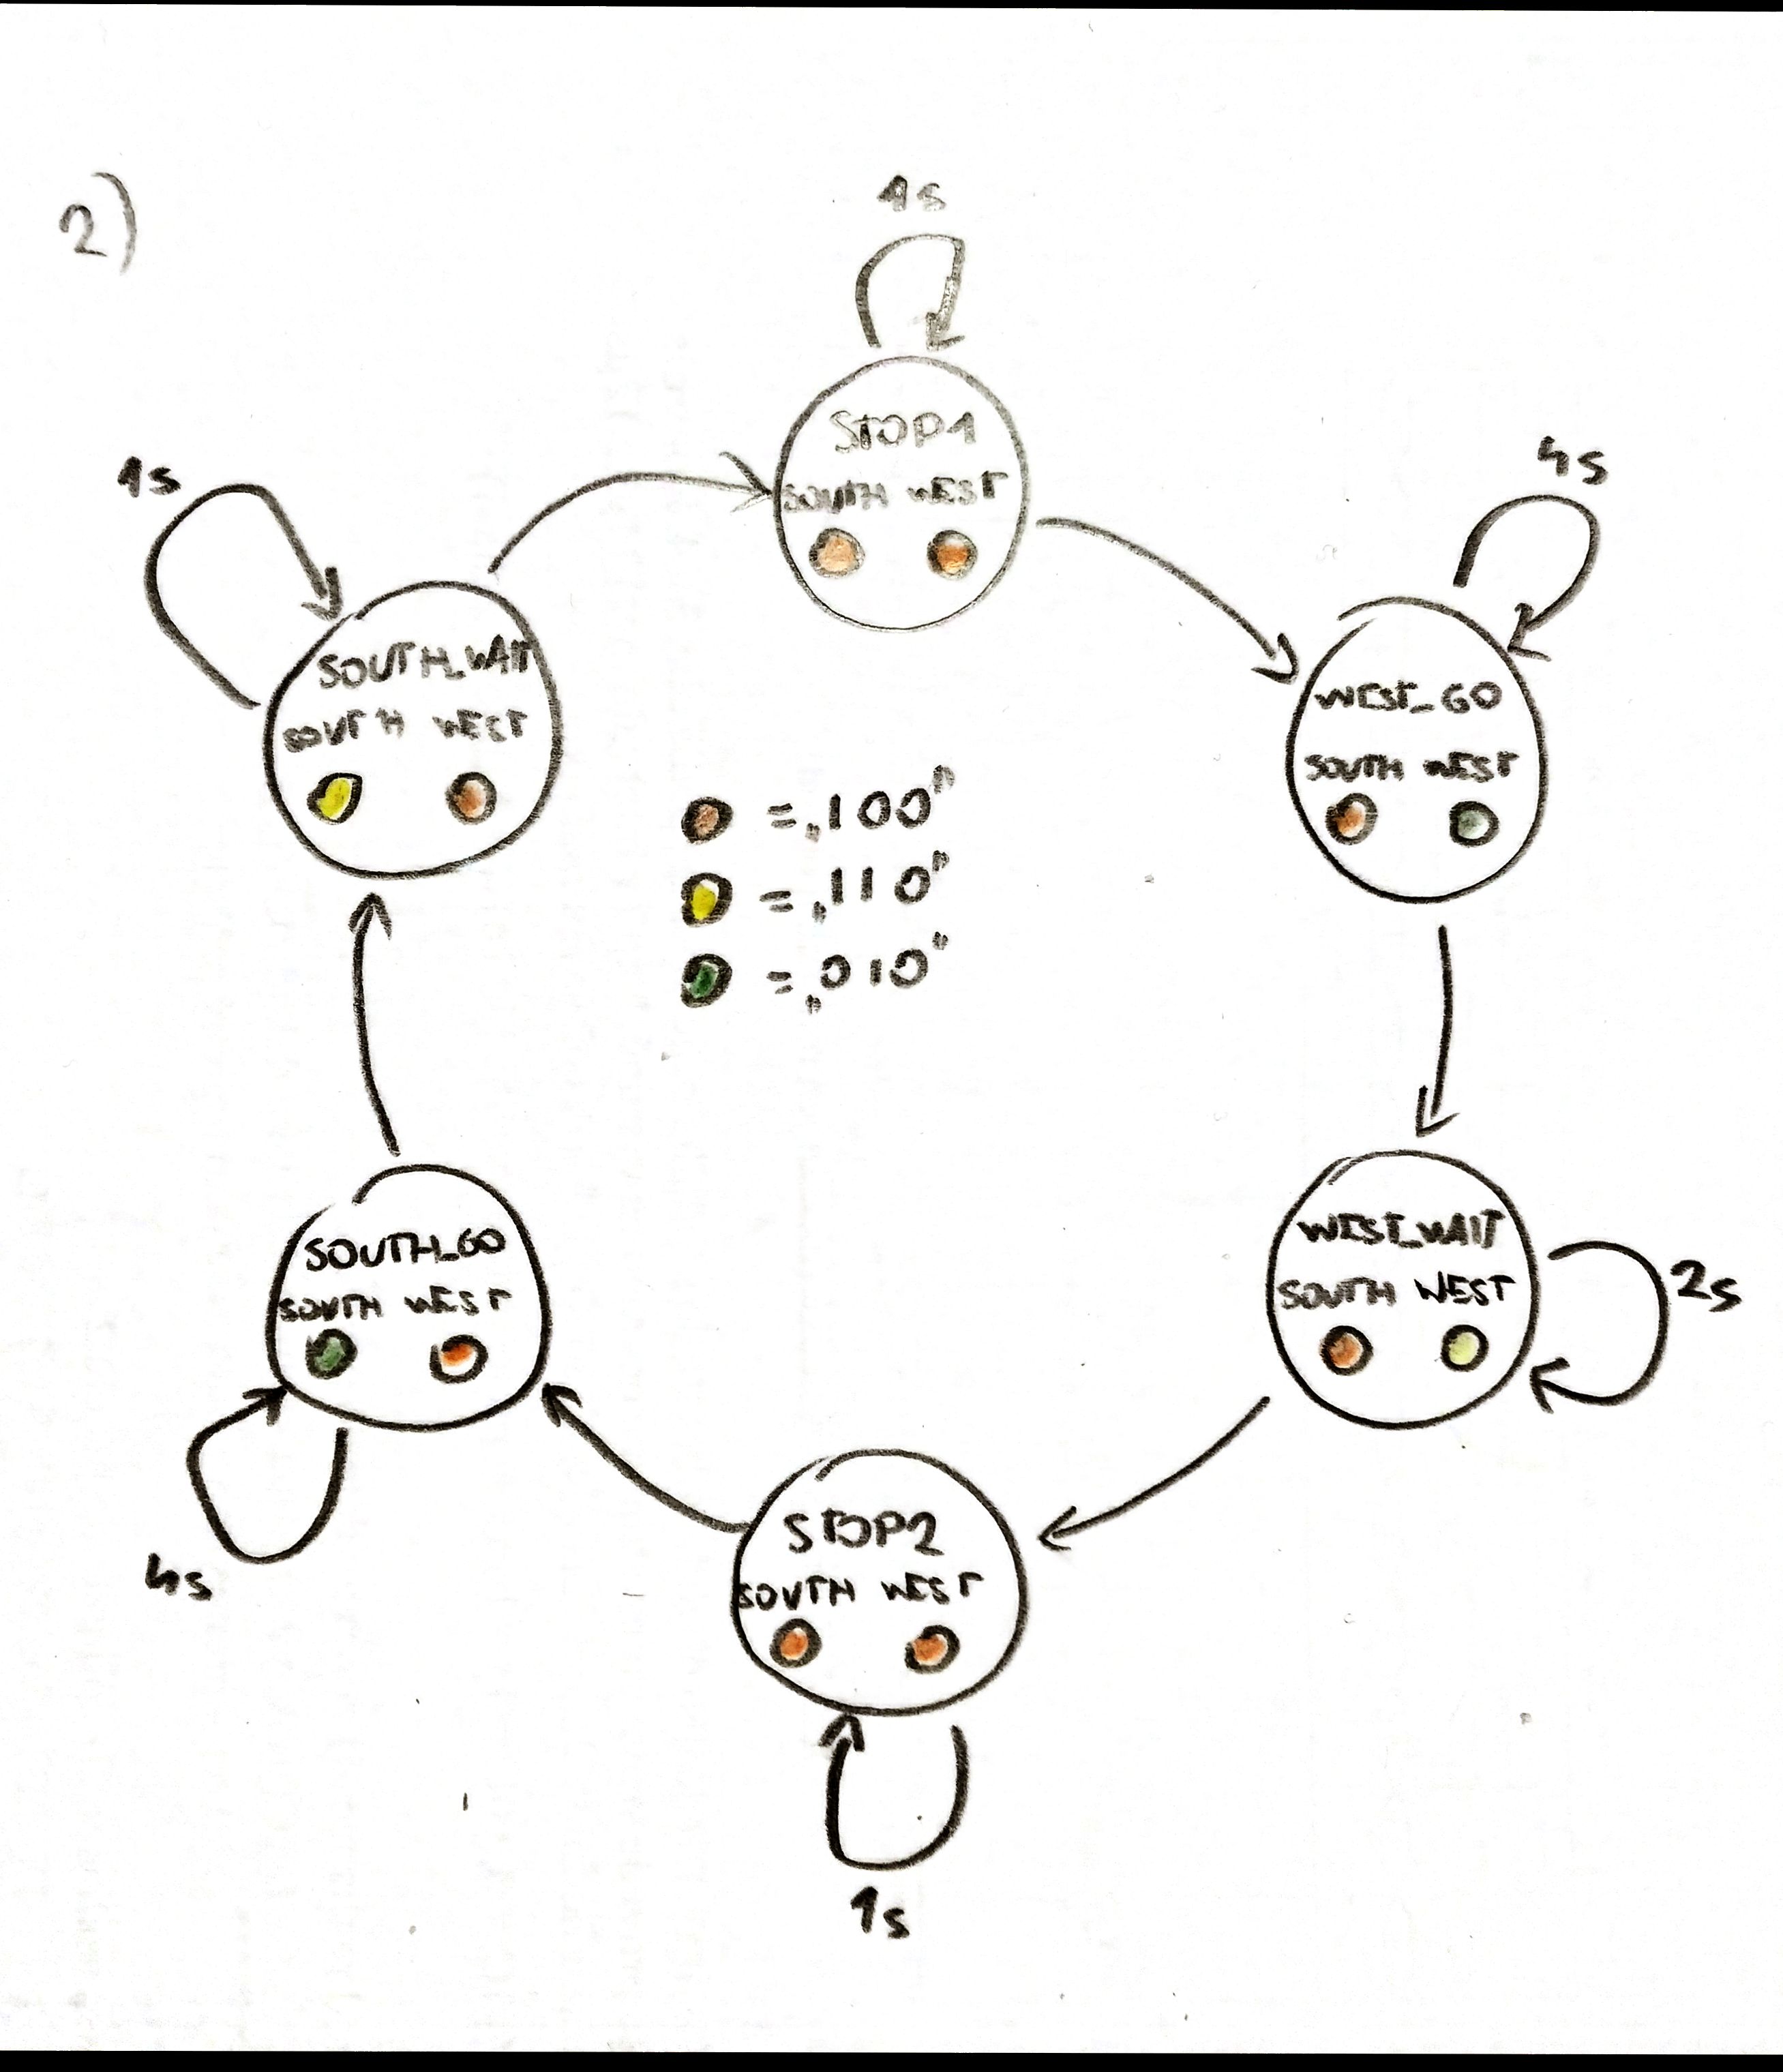 2)
1s
STOP1
SOUTH WEST
4s
WEST_GO
SOUTH WEST
1s
SOUTH_WAIT
SOUTH WEST
= „100"
= „110"
= „010"
WEST_WAIT
SOUTH WEST
2s
SOUTH_GO
SOUTH WEST
4s
STOP2
SOUTH WEST
1s